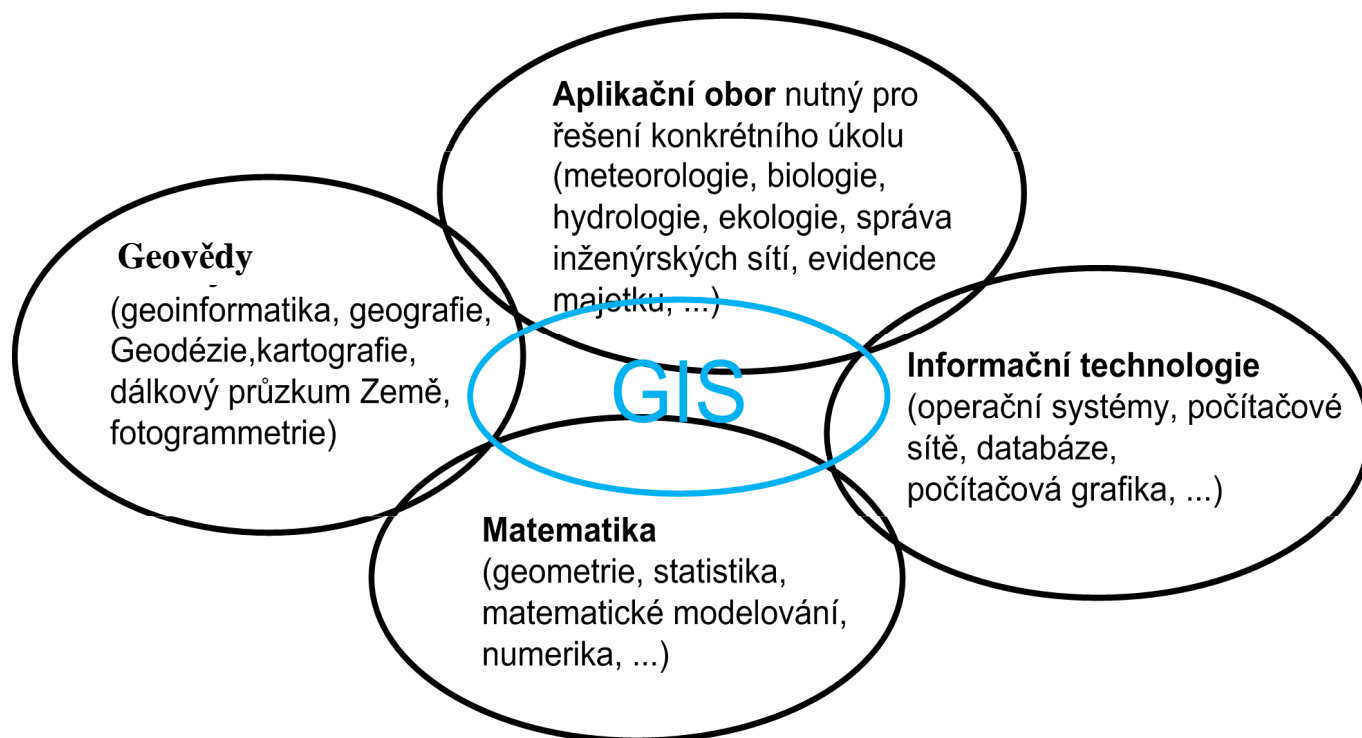 Aplikační obor nutný pro
řešení konkrétního úkolu
(meteorologie, biologie,
hydrologie, ekologie, správa
inženýrských sítí, evidence
majetku, ...)
Geovědy
(geoinformatika, geografie,
Geodézie,kartografie,
dálkový průzkum Země,
fotogrammetrie)
GIS
Informační technologie
(operační systémy, počítačové
sítě, databáze,
počítačová grafika, ...)
Matematika
(geometrie, statistika,
matematické modelování,
numerika, ...)